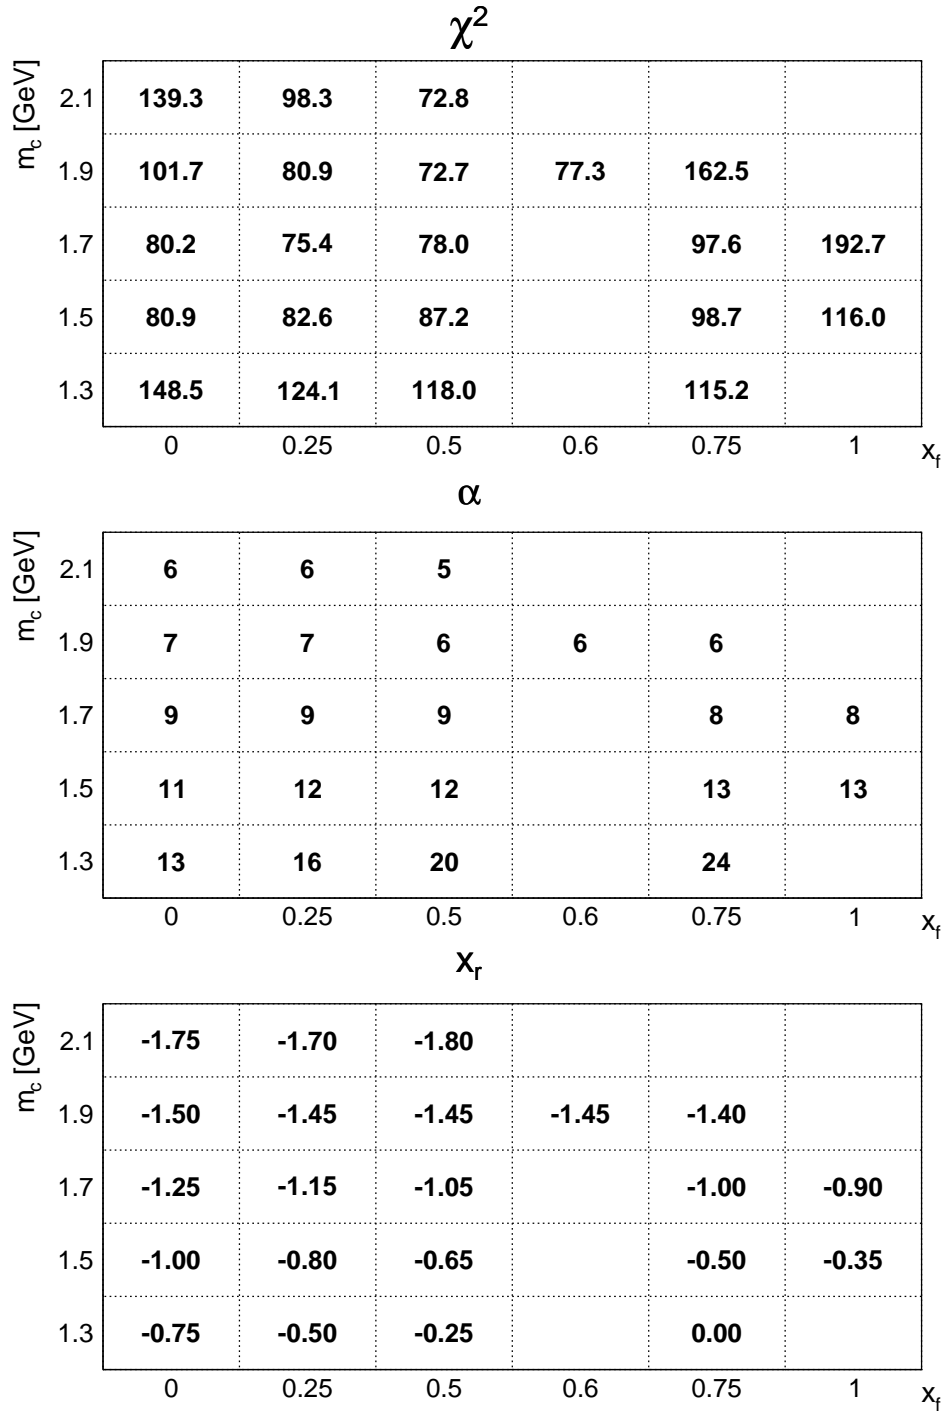 χ²
m_c [GeV]
2.1 139.3 98.3 72.8
1.9 101.7 80.9 72.7 77.3 162.5
1.7 80.2 75.4 78.0 97.6 192.7
1.5 80.9 82.6 87.2 98.7 116.0
1.3 148.5 124.1 118.0 115.2
0 0.25 0.5 0.6 0.75 1 x_f
α
m_c [GeV]
2.1 6 6 5
1.9 7 7 6 6 6
1.7 9 9 9 8 8
1.5 11 12 12 13 13
1.3 13 16 20 24
0 0.25 0.5 0.6 0.75 1 x_f
x_r
m_c [GeV]
2.1 -1.75 -1.70 -1.80
1.9 -1.50 -1.45 -1.45 -1.45 -1.40
1.7 -1.25 -1.15 -1.05 -1.00 -0.90
1.5 -1.00 -0.80 -0.65 -0.50 -0.35
1.3 -0.75 -0.50 -0.25 0.00
0 0.25 0.5 0.6 0.75 1 x_f